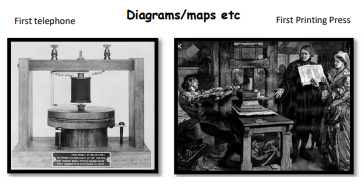 Diagrams/maps etc
First telephone
First Printing Press